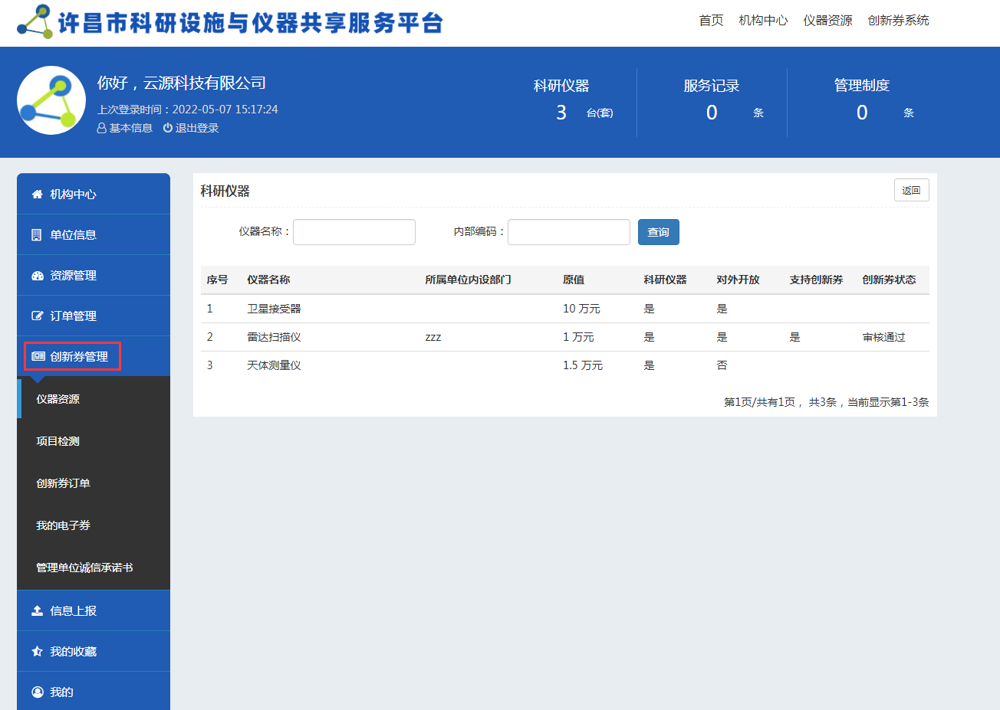 许昌市科研设施与仪器共享服务平台
首页 机构中心 仪器资源 创新券系统
你好，云源科技有限公司
上次登录时间：2022-05-07 15:17:24
基本信息 退出登录
科研仪器
3 台(套)
服务记录
0 条
管理制度
0 条
机构中心
单位信息
资源管理
订单管理
创新券管理
仪器资源
项目检测
创新券订单
我的电子券
管理单位诚信承诺书
信息上报
我的收藏
我的
科研仪器 返回
仪器名称： 内部编码： 查询
序号 仪器名称 所属单位内设部门 原值 科研仪器 对外开放 支持创新券 创新券状态
1 卫星接受器 10 万元 是 是
2 雷达扫描仪 zzz 1 万元 是 是 是 审核通过
3 天体测量仪 1.5 万元 是 否
第1页/共有1页， 共3条，当前显示第1-3条